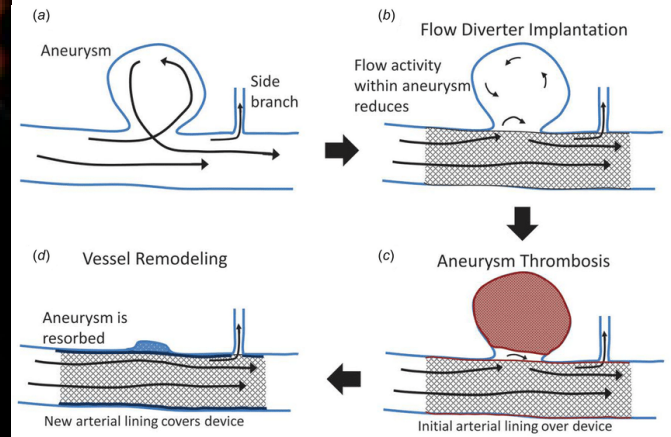 (a)
Aneurysm
Side
branch
(b)
Flow Diverter Implantation
Flow activity
within aneurysm
reduces
(d)
Vessel Remodeling
Aneurysm is
resorbed
New arterial lining covers device
(c)
Aneurysm Thrombosis
Initial arterial lining over device